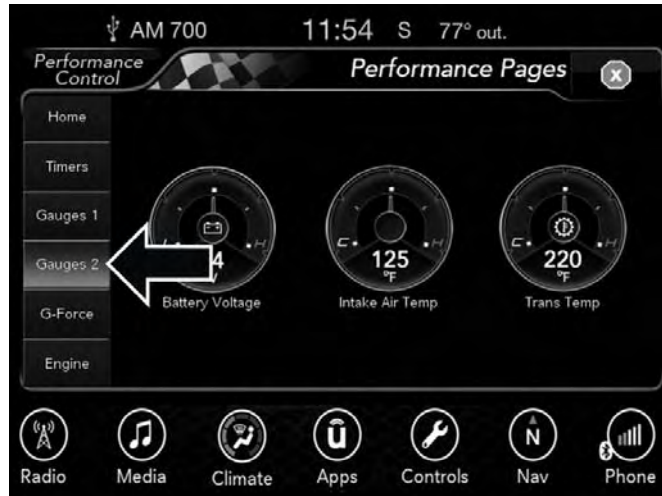 AM 700 11:54 S 77° out.
Performance
Control
Performance Pages
X
Home
Timers
Gauges 1
Gauges 2
G-Force
Engine
C H
125
°F
Intake Air Temp
C H
220
°F
Trans Temp
H
4
Battery Voltage
Radio
Media
Climate
Apps
Controls
N
Nav
Phone